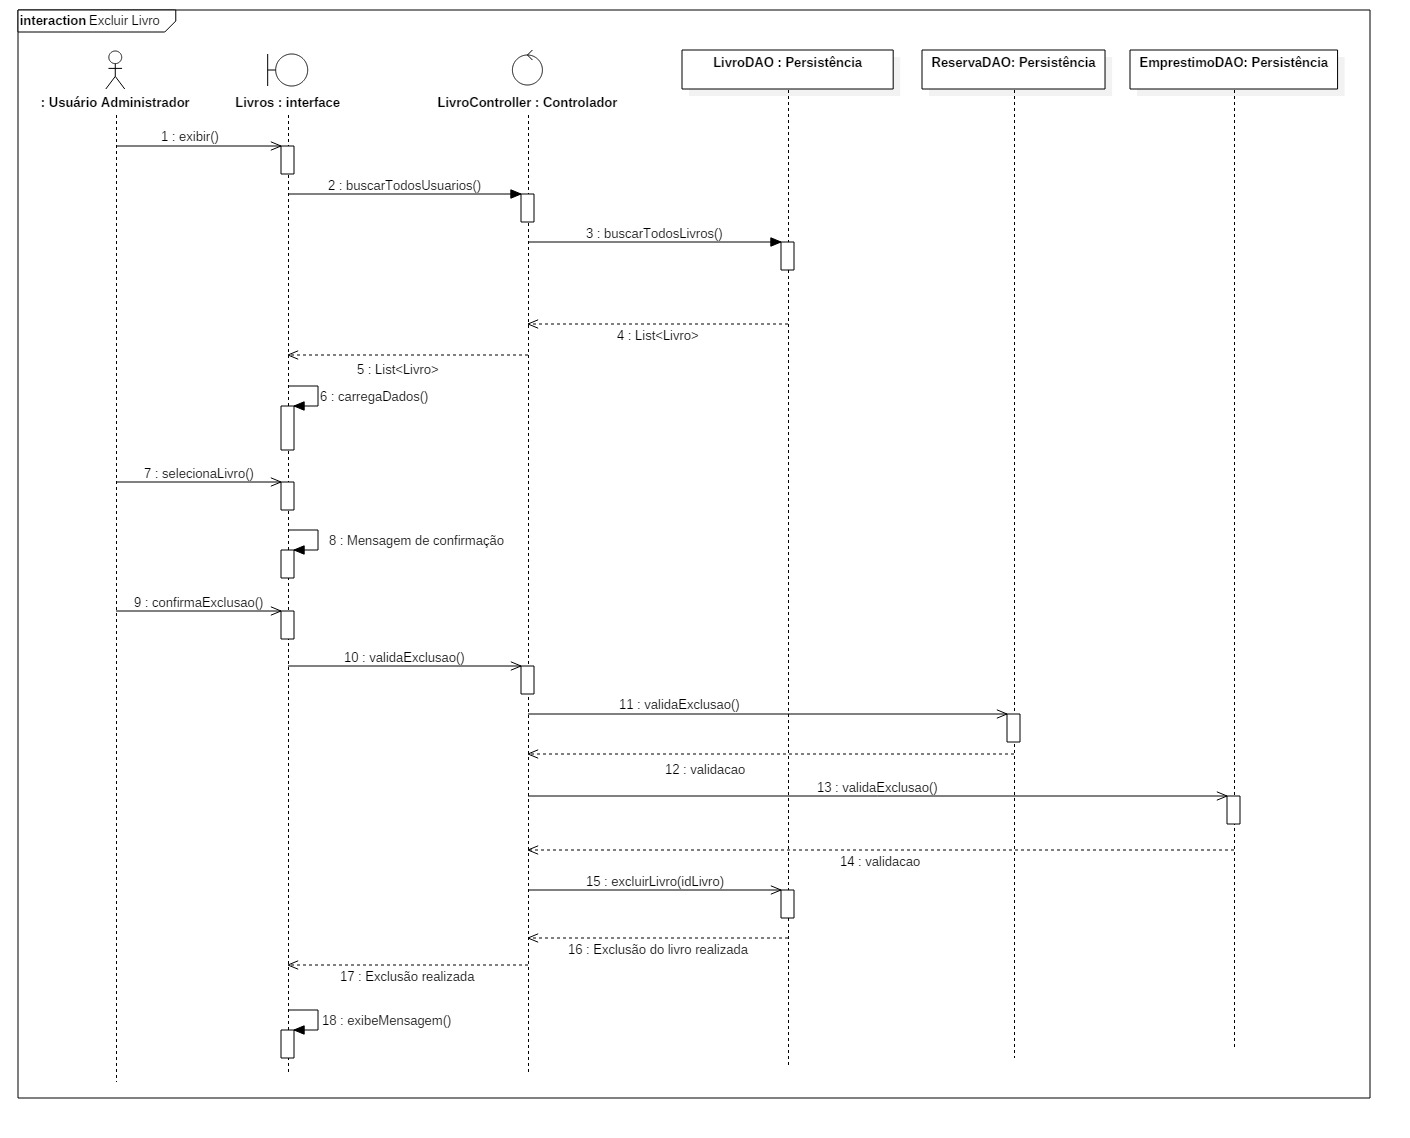 interaction Excluir Livro
: Usuário Administrador
Livros : interface
LivroController : Controlador
LivroDAO : Persistência
ReservaDAO: Persistência
EmprestimoDAO: Persistência
1 : exibir()
2 : buscarTodosUsuarios()
3 : buscarTodosLivros()
4 : List<Livro>
5 : List<Livro>
6 : carregaDados()
7 : selecionaLivro()
8 : Mensagem de confirmação
9 : confirmaExclusao()
10 : validaExclusao()
11 : validaExclusao()
12 : validacao
13 : validaExclusao()
14 : validacao
15 : excluirLivro(idLivro)
16 : Exclusão do livro realizada
17 : Exclusão realizada
18 : exibeMensagem()